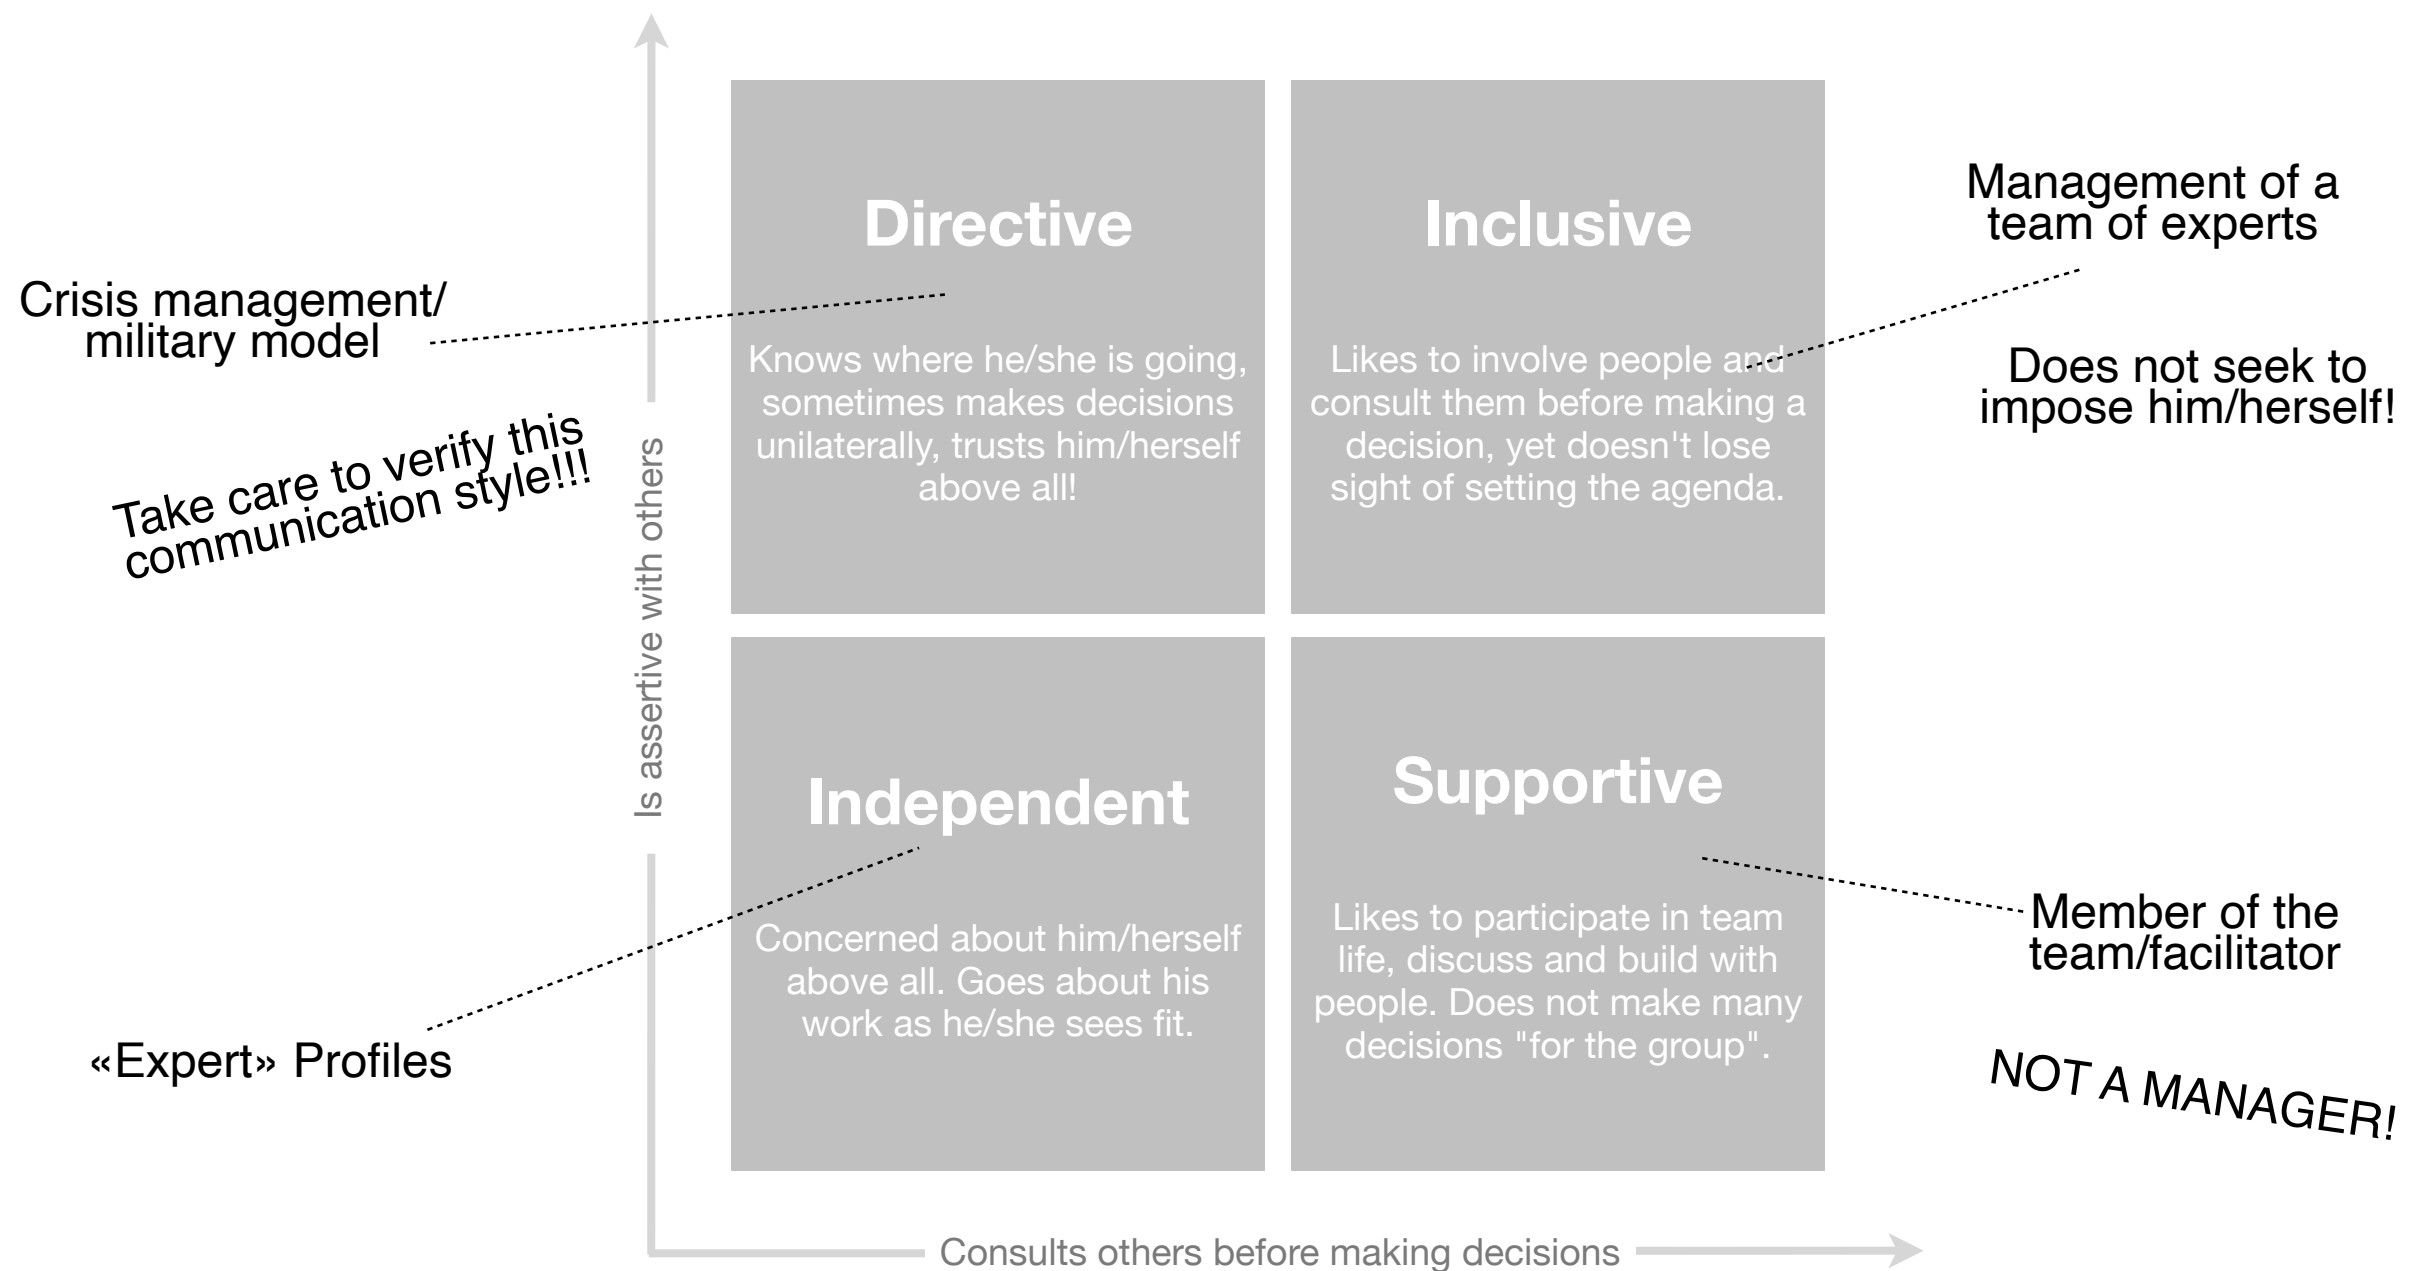 Directive
Knows where he/she is going,
sometimes makes decisions
unilaterally, trusts him/herself
above all!
Inclusive
Likes to involve people and
consult them before making a
decision, yet doesn't lose
sight of setting the agenda.
Management of a
team of experts
Does not seek to
impose him/herself!
Crisis management/
military model
Take care to verify this
communication style!!!
Is assertive with others
Independent
Concerned about him/herself
above all. Goes about his
work as he/she sees fit.
Supportive
Likes to participate in team
life, discuss and build with
people. Does not make many
decisions "for the group".
«Expert» Profiles
Member of the
team/facilitator
NOT A MANAGER!
Consults others before making decisions